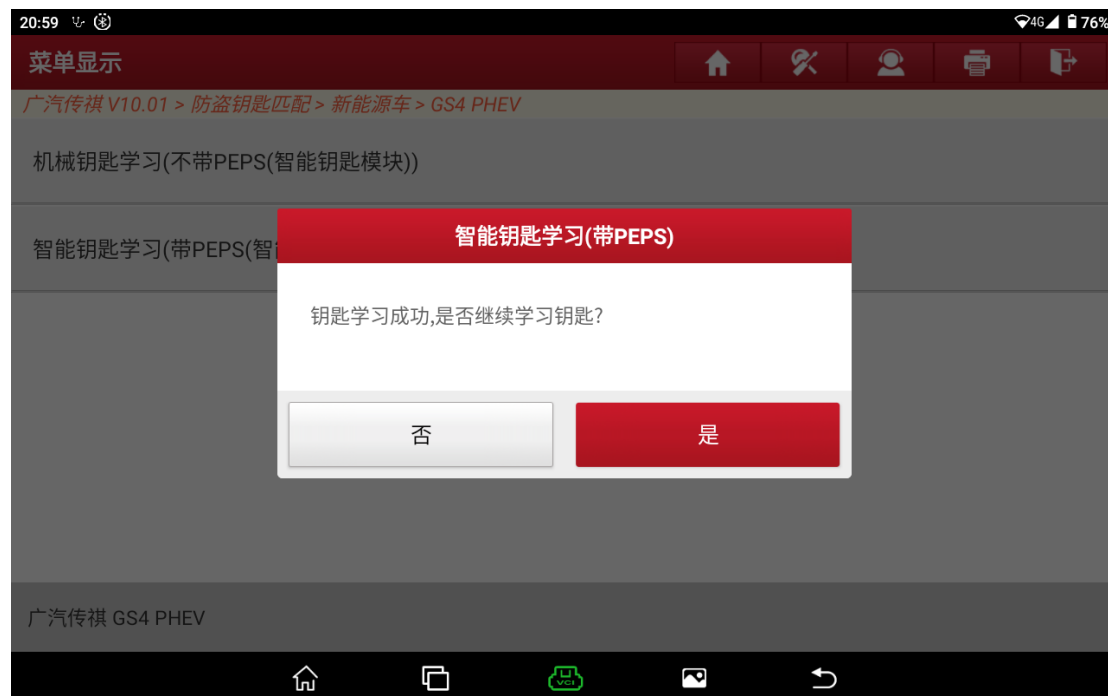 20:59 4G 76%
菜单显示
广汽传祺 V10.01 > 防盗钥匙匹配 > 新能源车 > GS4 PHEV
机械钥匙学习(不带PEPS(智能钥匙模块))
智能钥匙学习(带PEPS(智
智能钥匙学习(带PEPS)
钥匙学习成功,是否继续学习钥匙?
否 是
广汽传祺 GS4 PHEV
VCI